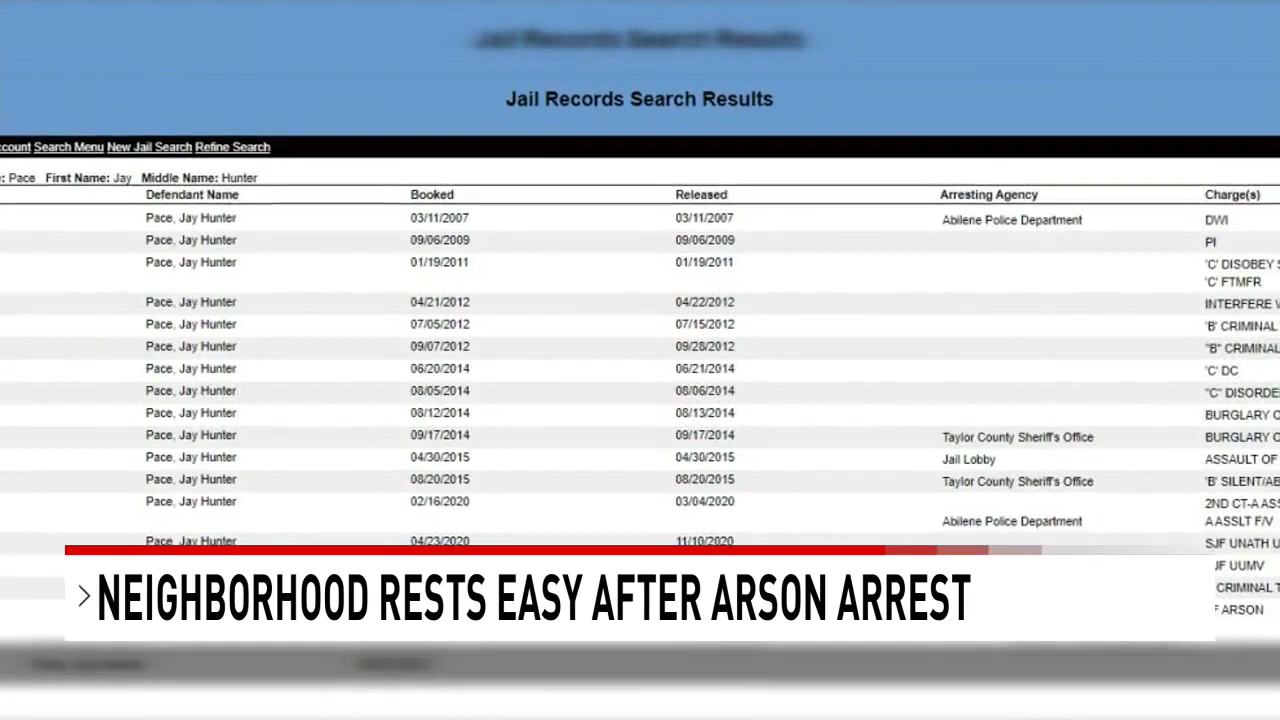 Jail Records Search Results
Jail Records Search Results
ccount Search Menu New Jail Search Refine Search
: Pace First Name: Jay Middle Name: Hunter
Defendant Name Booked Released Arresting Agency Charge(s)
Pace, Jay Hunter 03/11/2007 03/11/2007 Abilene Police Department DWI
Pace, Jay Hunter 09/06/2009 09/06/2009 PI
Pace, Jay Hunter 01/19/2011 01/19/2011 'C' DISOBEY S
'C' FTMFR
Pace, Jay Hunter 04/21/2012 04/22/2012 INTERFERE W
Pace, Jay Hunter 07/05/2012 07/15/2012 'B' CRIMINAL
Pace, Jay Hunter 09/07/2012 09/28/2012 "B" CRIMINAL
Pace, Jay Hunter 06/20/2014 06/21/2014 'C' DC
Pace, Jay Hunter 08/05/2014 08/06/2014 "C" DISORDE
Pace, Jay Hunter 08/12/2014 08/13/2014 BURGLARY O
Pace, Jay Hunter 09/17/2014 09/17/2014 Taylor County Sheriff's Office BURGLARY O
Pace, Jay Hunter 04/30/2015 04/30/2015 Jail Lobby ASSAULT OF
Pace, Jay Hunter 08/20/2015 08/20/2015 Taylor County Sheriff's Office 'B' SILENT/AB
Pace, Jay Hunter 02/16/2020 03/04/2020 2ND CT-A ASS
Abilene Police Department A ASSLT F/V
Pace, Jay Hunter 04/23/2020 11/10/2020 SJF UNATH U
JF UUMV
CRIMINAL T
F ARSON
NEIGHBORHOOD RESTS EASY AFTER ARSON ARREST